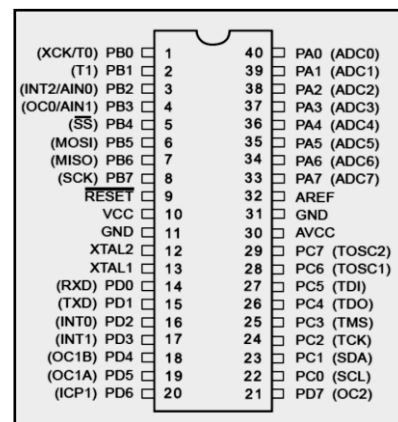 (XCK/T0) PB0 1 40 PA0 (ADC0)
(T1) PB1 2 39 PA1 (ADC1)
(INT2/AIN0) PB2 3 38 PA2 (ADC2)
(OC0/AIN1) PB3 4 37 PA3 (ADC3)
(SS) PB4 5 36 PA4 (ADC4)
(MOSI) PB5 6 35 PA5 (ADC5)
(MISO) PB6 7 34 PA6 (ADC6)
(SCK) PB7 8 33 PA7 (ADC7)
RESET 9 32 AREF
VCC 10 31 GND
GND 11 30 AVCC
XTAL2 12 29 PC7 (TOSC2)
XTAL1 13 28 PC6 (TOSC1)
(RXD) PD0 14 27 PC5 (TDI)
(TXD) PD1 15 26 PC4 (TDO)
(INT0) PD2 16 25 PC3 (TMS)
(INT1) PD3 17 24 PC2 (TCK)
(OC1B) PD4 18 23 PC1 (SDA)
(OC1A) PD5 19 22 PC0 (SCL)
(ICP1) PD6 20 21 PD7 (OC2)